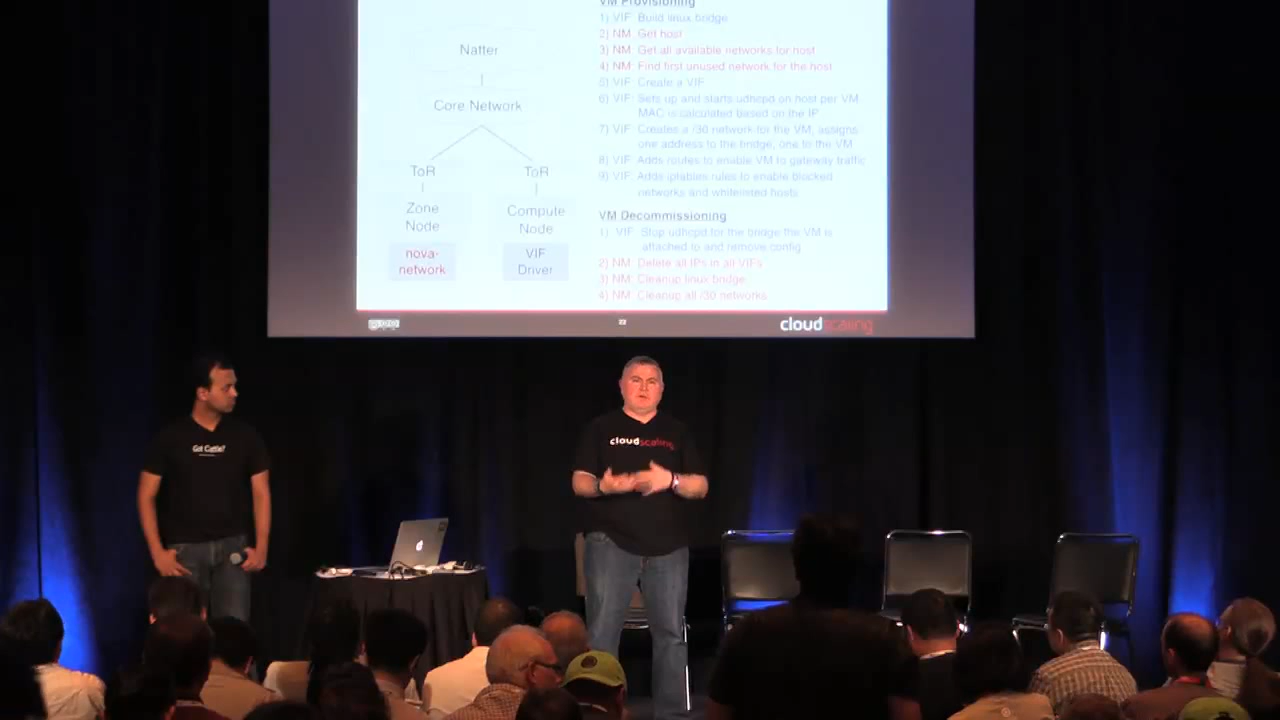 VM Provisioning
1) VIF: Build linux bridge
2) NM: Get host
3) NM: Get all available networks for host
4) NM: Find first unused network for the host
5) VIF: Create a VIF
6) VIF: Sets up and starts udhcpd on host per VM
MAC is calculated based on the IP
7) VIF: Creates a /30 network for the VM, assigns
one address to the bridge, one to the VM
8) VIF: Adds routes to enable VM to gateway traffic
9) VIF: Adds iptables rules to enable blocked
networks and whitelisted hosts
VM Decommissioning
1) VIF: Stop udhcpd for the bridge the VM is
attached to and remove config
2) NM: Delete all IPs in all VIFs
3) NM: Cleanup linux bridge
4) NM: Cleanup all /30 networks
Natter
Core Network
ToR
ToR
Zone
Node
Compute
Node
nova-
network
VIF
Driver
22
cloudscaling
Got Cattle?
cloudscaling